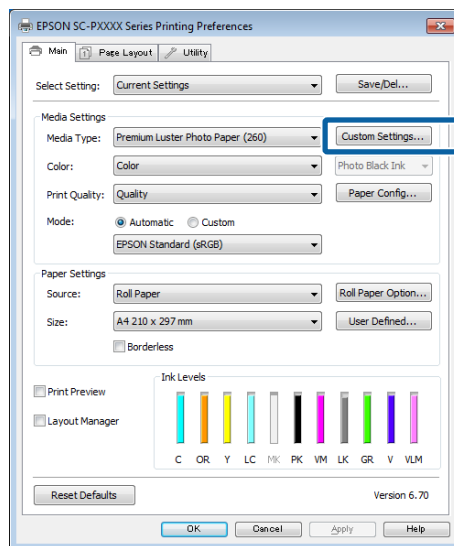 EPSON SC-PXXXX Series Printing Preferences
Main Page Layout Utility
Select Setting: Current Settings Save/Del...
Media Settings
Media Type: Premium Luster Photo Paper (260) Custom Settings...
Color: Color Photo Black Ink
Print Quality: Quality Paper Config...
Mode: Automatic Custom
EPSON Standard (sRGB)
Paper Settings
Source: Roll Paper Roll Paper Option...
Size: A4 210 x 297 mm User Defined...
Borderless
Ink Levels
Print Preview
Layout Manager
C OR Y LC MK PK VM LK GR V VLM
Reset Defaults Version 6.70
OK Cancel Apply Help